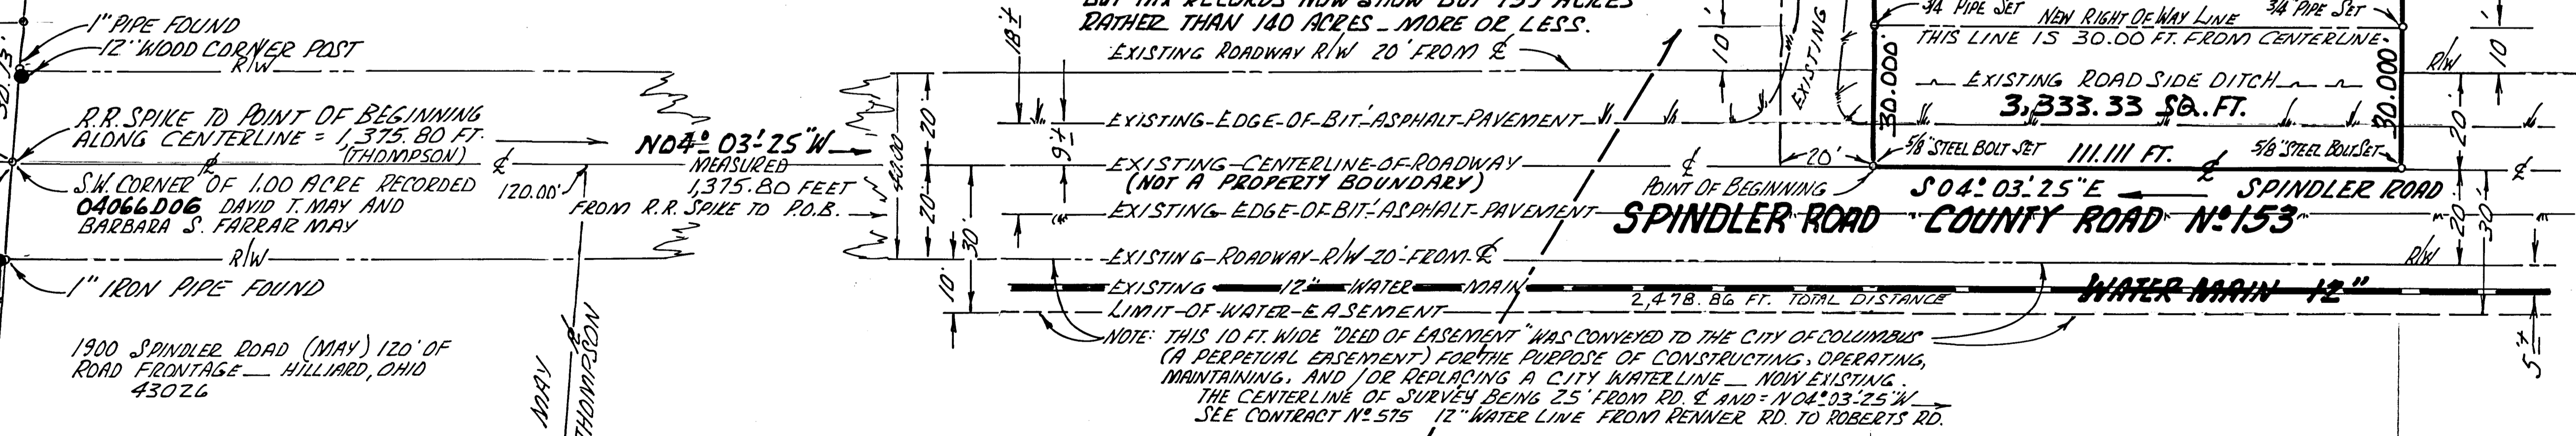 1" PIPE FOUND
12" WOOD CORNER POST
R/W
30.13'
R.R. SPIKE TO POINT OF BEGINNING
ALONG CENTERLINE = 1,375.80 FT.
(THOMPSON)
℄
℄
S.W. CORNER OF 1.00 ACRE RECORDED
04066D06 DAVID T. MAY AND
BARBARA S. FARRAR MAY
R/W
1" IRON PIPE FOUND
1900 SPINDLER ROAD (MAY) 120' OF
ROAD FRONTAGE — HILLIARD, OHIO
43026
120.00'
MAY
℄
THOMPSON
N04° 03' 25" W
MEASURED
1,375.80 FEET
FROM R.R. SPIKE TO P.O.B.
40.00
20'
20'
30'
10'
18'±
9'±
BUT TAX RECORDS NOW SHOW BUT 135 ACRES
RATHER THAN 140 ACRES — MORE OR LESS.
EXISTING ROADWAY R/W 20' FROM ℄
EXISTING-EDGE-OF-BIT.-ASPHALT-PAVEMENT
EXISTING-CENTERLINE-OF-ROADWAY
(NOT A PROPERTY BOUNDARY)
EXISTING-EDGE-OF-BIT.-ASPHALT-PAVEMENT
EXISTING-ROADWAY-R/W-20'-FROM-℄
EXISTING 12" WATER MAIN
LIMIT-OF-WATER-EASEMENT
NOTE: THIS 10 FT. WIDE "DEED OF EASEMENT" WAS CONVEYED TO THE CITY OF COLUMBUS
(A PERPETUAL EASEMENT) FOR THE PURPOSE OF CONSTRUCTING, OPERATING,
MAINTAINING, AND/OR REPLACING A CITY WATERLINE — NOW EXISTING.
THE CENTERLINE OF SURVEY BEING 25' FROM RD. ℄ AND = N04°03'25"W
SEE CONTRACT Nº 575 12" WATER LINE FROM RENNER RD. TO ROBERTS RD.
10'
EXISTING
20'
℄
3/4" PIPE SET
NEW RIGHT OF WAY LINE
3/4" PIPE SET
THIS LINE IS 30.00 FT. FROM CENTERLINE.
30.000'
EXISTING ROAD SIDE DITCH
30.000'
3,333.33 SQ. FT.
5/8" STEEL BOLT SET
111.111 FT.
℄
5/8" STEEL BOLT SET
POINT OF BEGINNING
S04° 03' 25" E
SPINDLER ROAD
SPINDLER ROAD COUNTY ROAD Nº 153
WATER MAIN 12"
2,478.86 FT. TOTAL DISTANCE
R/W
10'
20'
℄
20'
30'
R/W
5'±